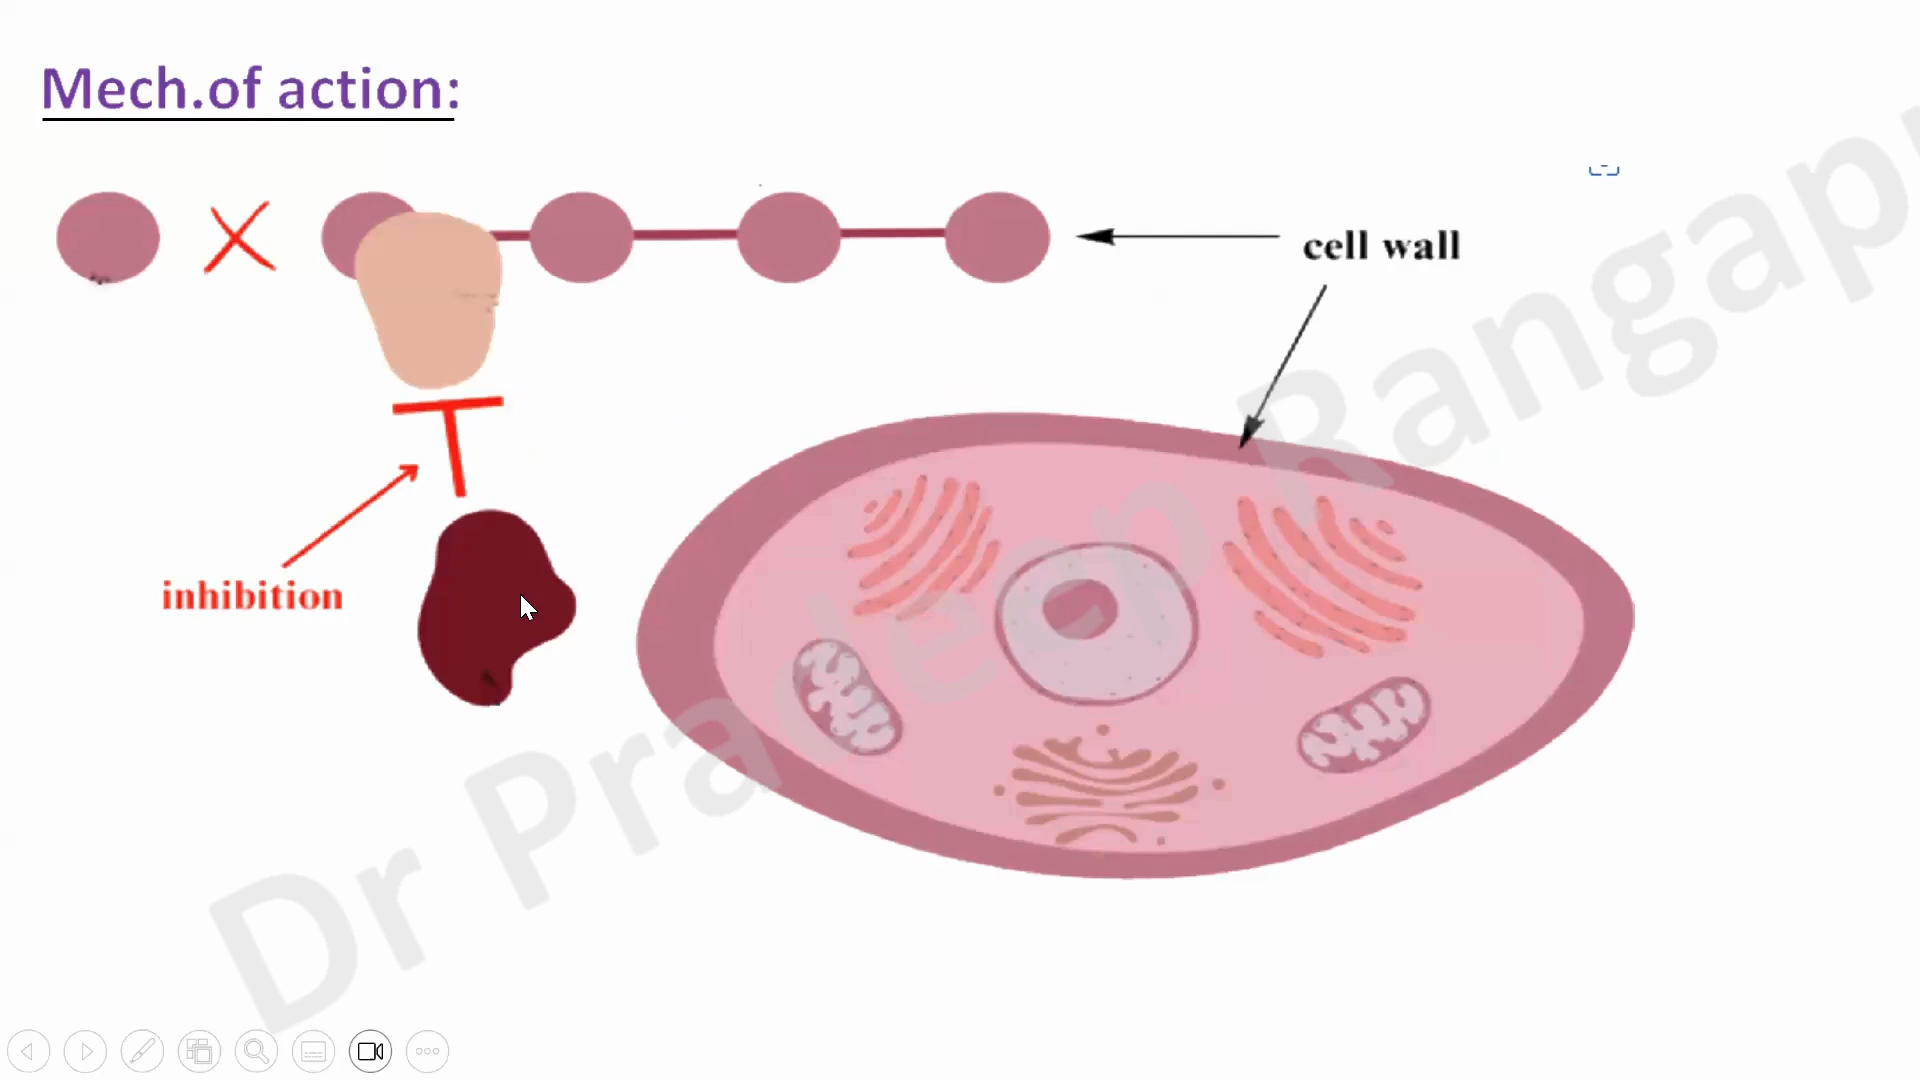 Mech.of action:
cell wall
inhibition
Dr Pradeep Rangap